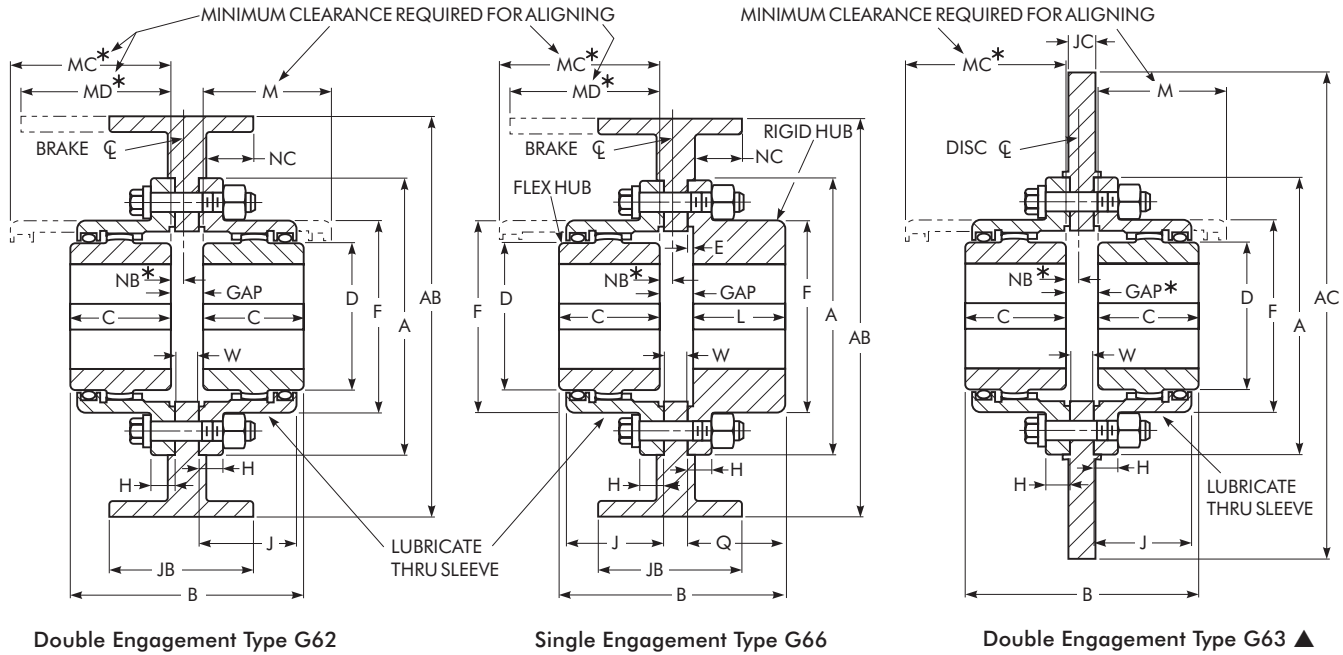 MINIMUM CLEARANCE REQUIRED FOR ALIGNING
MC*
MD*
M
BRAKE ℄
NC
NB*
GAP
C
C
D
F
A
AB
W
H
H
J
JB
B
LUBRICATE
THRU SLEEVE
Double Engagement Type G62
MC*
MD*
BRAKE ℄
NC
RIGID HUB
FLEX HUB
E
NB*
GAP
F
D
C
L
F
A
AB
W
H
H
J
Q
JB
B
Single Engagement Type G66
MINIMUM CLEARANCE REQUIRED FOR ALIGNING
JC
MC*
M
DISC ℄
NB*
GAP*
C
C
D
F
A
AC
W
H
H
J
LUBRICATE
THRU SLEEVE
B
Double Engagement Type G63 ▲